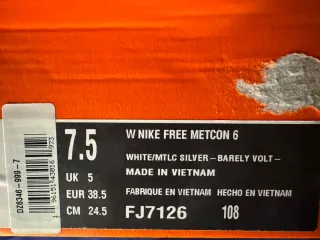 7.5
W NIKE FREE METCON 6
WHITE/MTLC SILVER–BARELY VOLT–
UK 5
MADE IN VIETNAM
EUR 38.5
FABRIQUE EN VIETNAM HECHO EN VIETNAM
CM 24.5
FJ7126 108